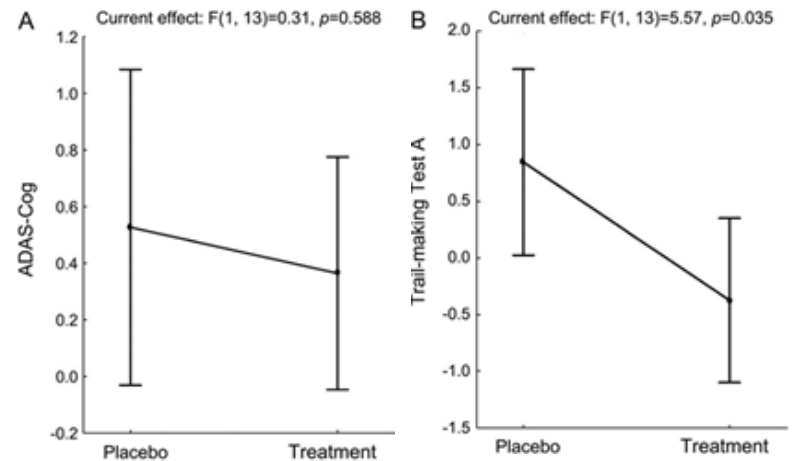 A
Current effect: F(1, 13)=0.31, p=0.588
ADAS-Cog
1.2
1.0
0.8
0.6
0.4
0.2
0.0
-0.2
Placebo
Treatment
B
Current effect: F(1, 13)=5.57, p=0.035
Trail-making Test A
2.0
1.5
1.0
0.5
0.0
-0.5
-1.0
-1.5
Placebo
Treatment